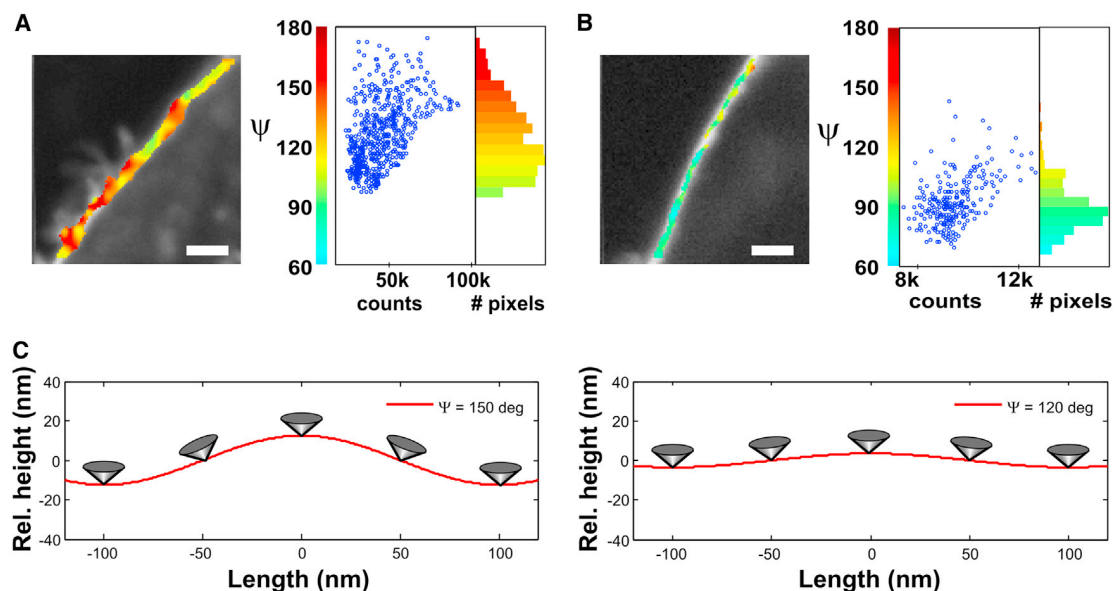 A
180
150
120
90
60
Ψ
50k
100k
counts
# pixels
B
180
150
120
90
60
Ψ
8k
12k
counts
# pixels
C
Rel. height (nm)
40
20
0
-20
-40
Ψ = 150 deg
-100
-50
0
50
100
Length (nm)
Rel. height (nm)
40
20
0
-20
-40
Ψ = 120 deg
-100
-50
0
50
100
Length (nm)